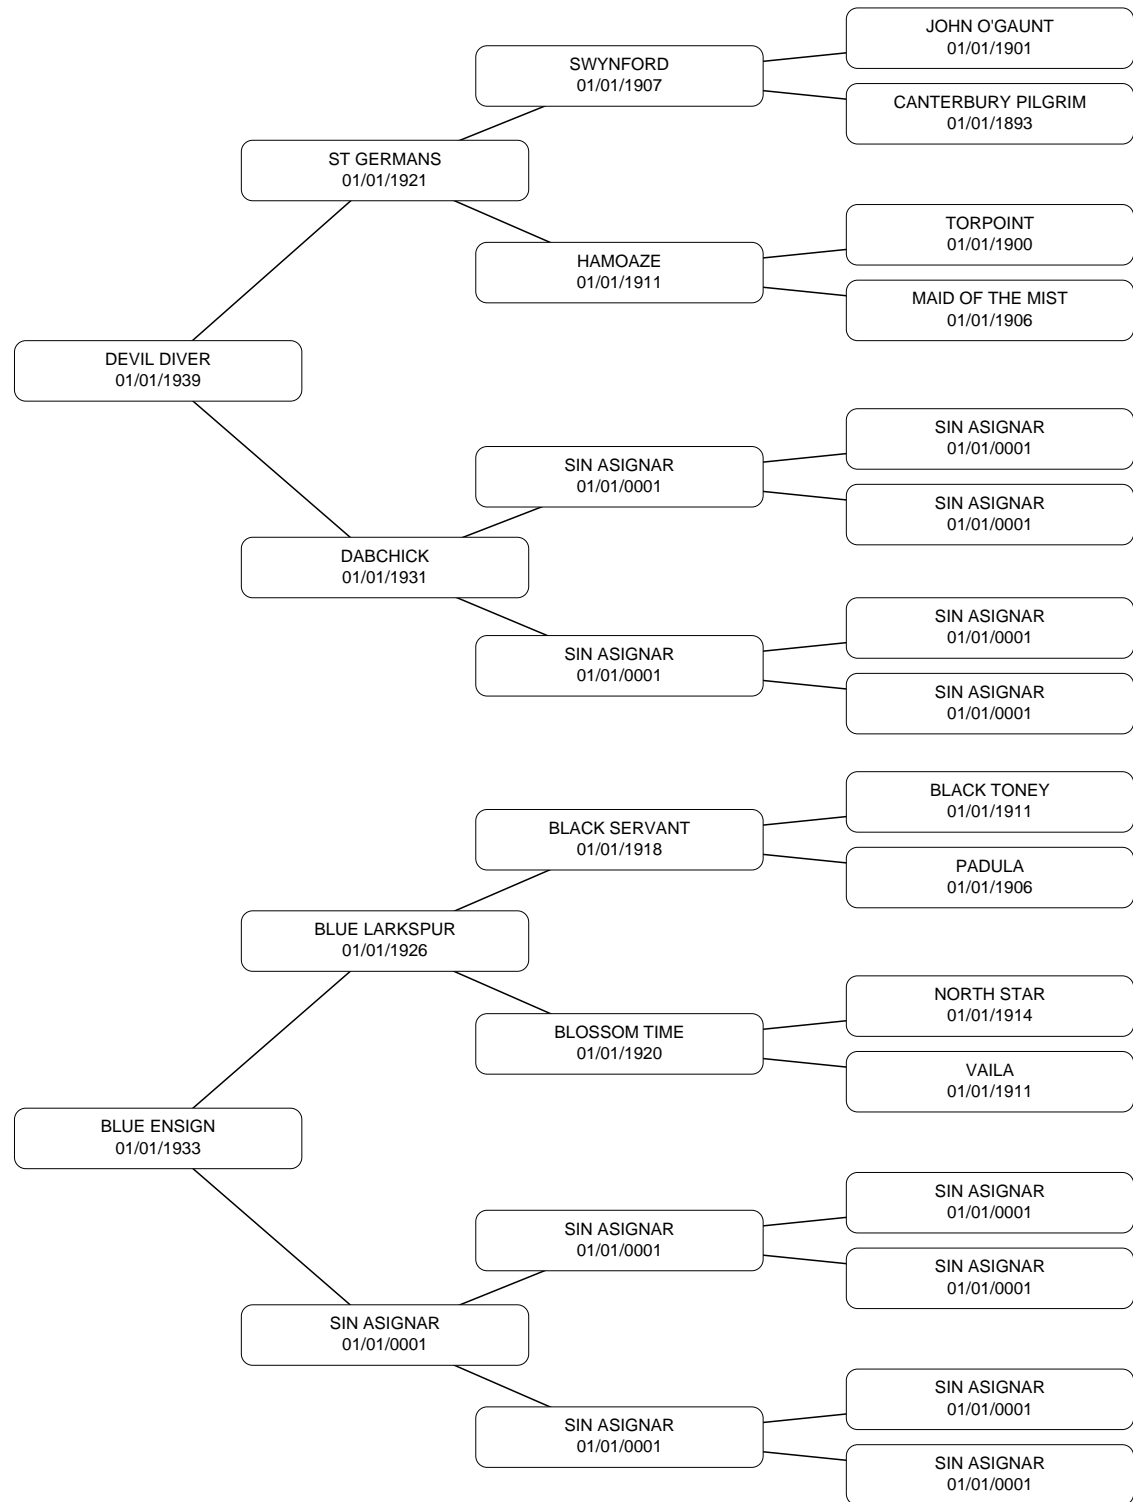 JOHN O'GAUNT
01/01/1901
SWYNFORD
01/01/1907
CANTERBURY PILGRIM
01/01/1893
ST GERMANS
01/01/1921
TORPOINT
01/01/1900
HAMOAZE
01/01/1911
MAID OF THE MIST
01/01/1906
DEVIL DIVER
01/01/1939
SIN ASIGNAR
01/01/0001
SIN ASIGNAR
01/01/0001
SIN ASIGNAR
01/01/0001
DABCHICK
01/01/1931
SIN ASIGNAR
01/01/0001
SIN ASIGNAR
01/01/0001
SIN ASIGNAR
01/01/0001
BLACK TONEY
01/01/1911
BLACK SERVANT
01/01/1918
PADULA
01/01/1906
BLUE LARKSPUR
01/01/1926
NORTH STAR
01/01/1914
BLOSSOM TIME
01/01/1920
VAILA
01/01/1911
BLUE ENSIGN
01/01/1933
SIN ASIGNAR
01/01/0001
SIN ASIGNAR
01/01/0001
SIN ASIGNAR
01/01/0001
SIN ASIGNAR
01/01/0001
SIN ASIGNAR
01/01/0001
SIN ASIGNAR
01/01/0001
SIN ASIGNAR
01/01/0001